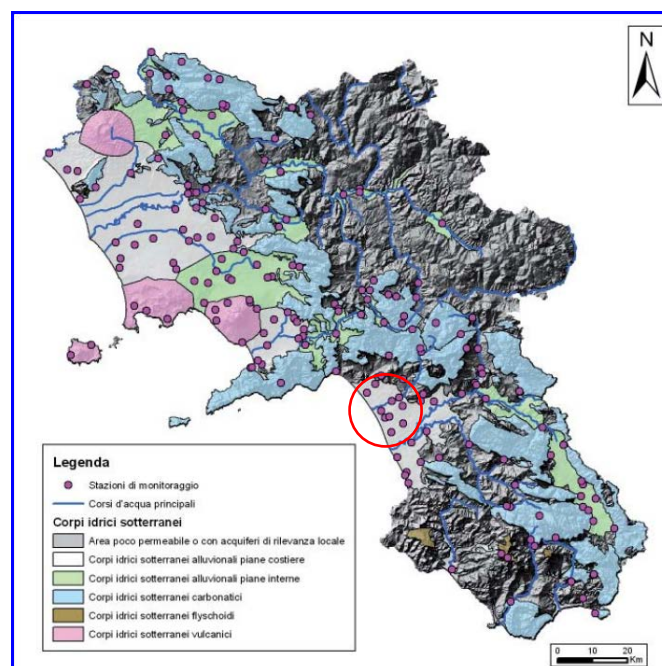 N
Legenda
Stazioni di monitoraggio
Corsi d'acqua principali
Corpi idrici sotterranei
Area poco permeabile o con acquiferi di rilevanza locale
Corpi idrici sotterranei alluvionali piane costiere
Corpi idrici sotterranei alluvionali piane interne
Corpi idrici sotterranei carbonatici
Corpi idrici sotterranei flyschoidi
Corpi idrici sotterranei vulcanici
0 10 20
Km